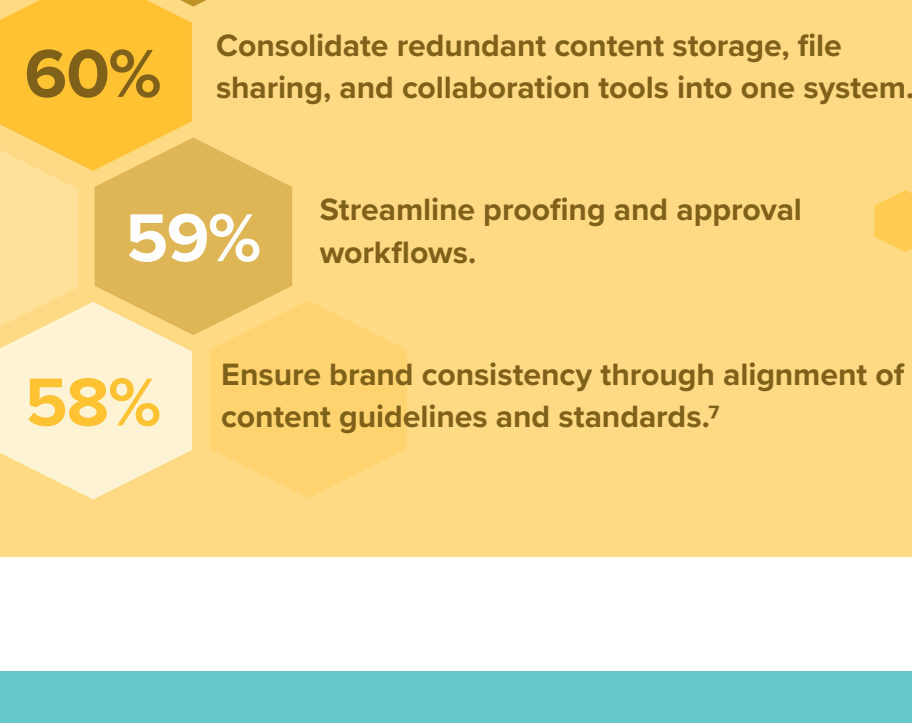 60%
Consolidate redundant content storage, file
sharing, and collaboration tools into one system.
59%
Streamline proofing and approval
workflows.
58%
Ensure brand consistency through alignment of
content guidelines and standards.⁷